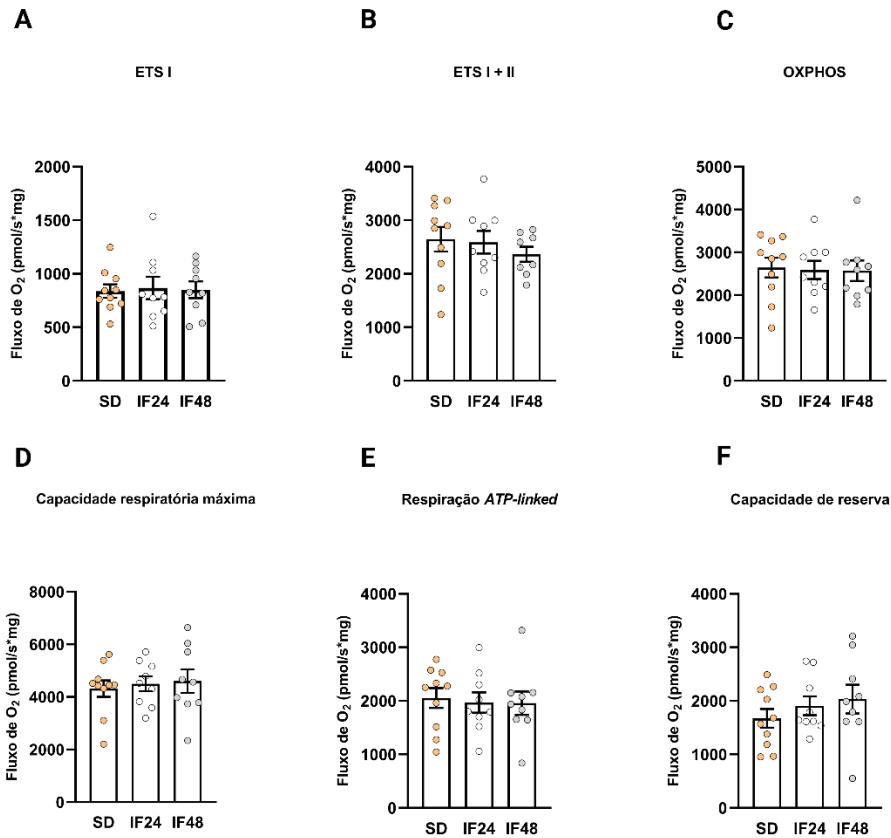 A
B
C
ETS I
ETS I + II
OXPHOS
Fluxo de O₂ (pmol/s*mg)
2000
1500
1000
500
0
SD IF24 IF48
Fluxo de O₂ (pmol/s*mg)
4000
3000
2000
1000
0
SD IF24 IF48
Fluxo de O₂ (pmol/s*mg)
5000
4000
3000
2000
1000
0
SD IF24 IF48
D
E
F
Capacidade respiratória máxima
Respiração ATP-linked
Capacidade de reserva
Fluxo de O₂ (pmol/s*mg)
8000
6000
4000
2000
0
SD IF24 IF48
Fluxo de O₂ (pmol/s*mg)
4000
3000
2000
1000
0
SD IF24 IF48
Fluxo de O₂ (pmol/s*mg)
4000
3000
2000
1000
0
SD IF24 IF48